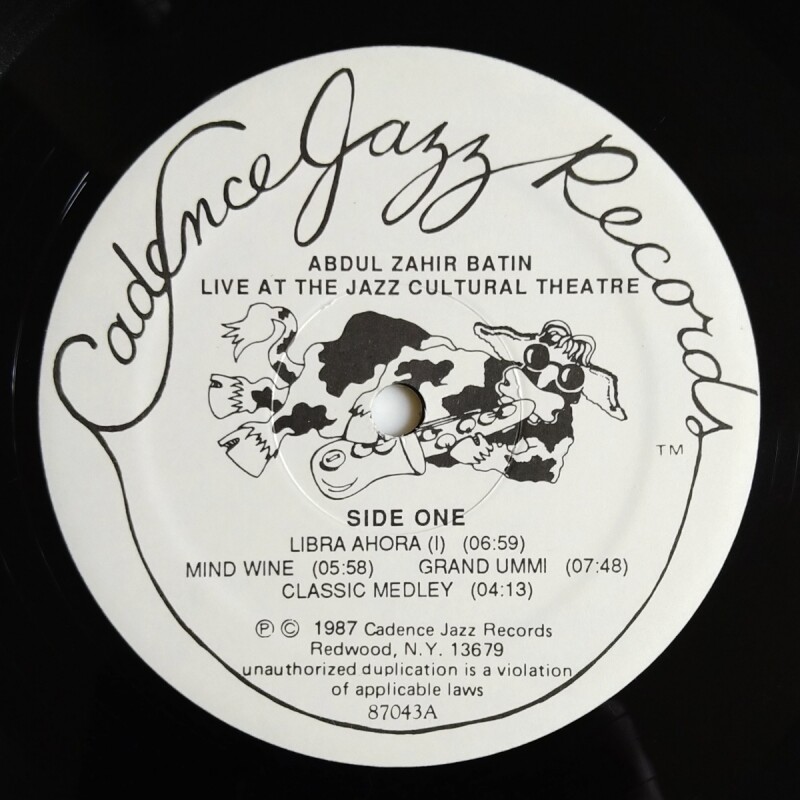 Cadence Jazz Records
ABDUL ZAHIR BATIN
LIVE AT THE JAZZ CULTURAL THEATRE
TM
SIDE ONE
LIBRA AHORA (I) (06:59)
MIND WINE (05:58) GRAND UMMI (07:48)
CLASSIC MEDLEY (04:13)
℗ © 1987 Cadence Jazz Records
Redwood, N.Y. 13679
unauthorized duplication is a violation
of applicable laws
87043A